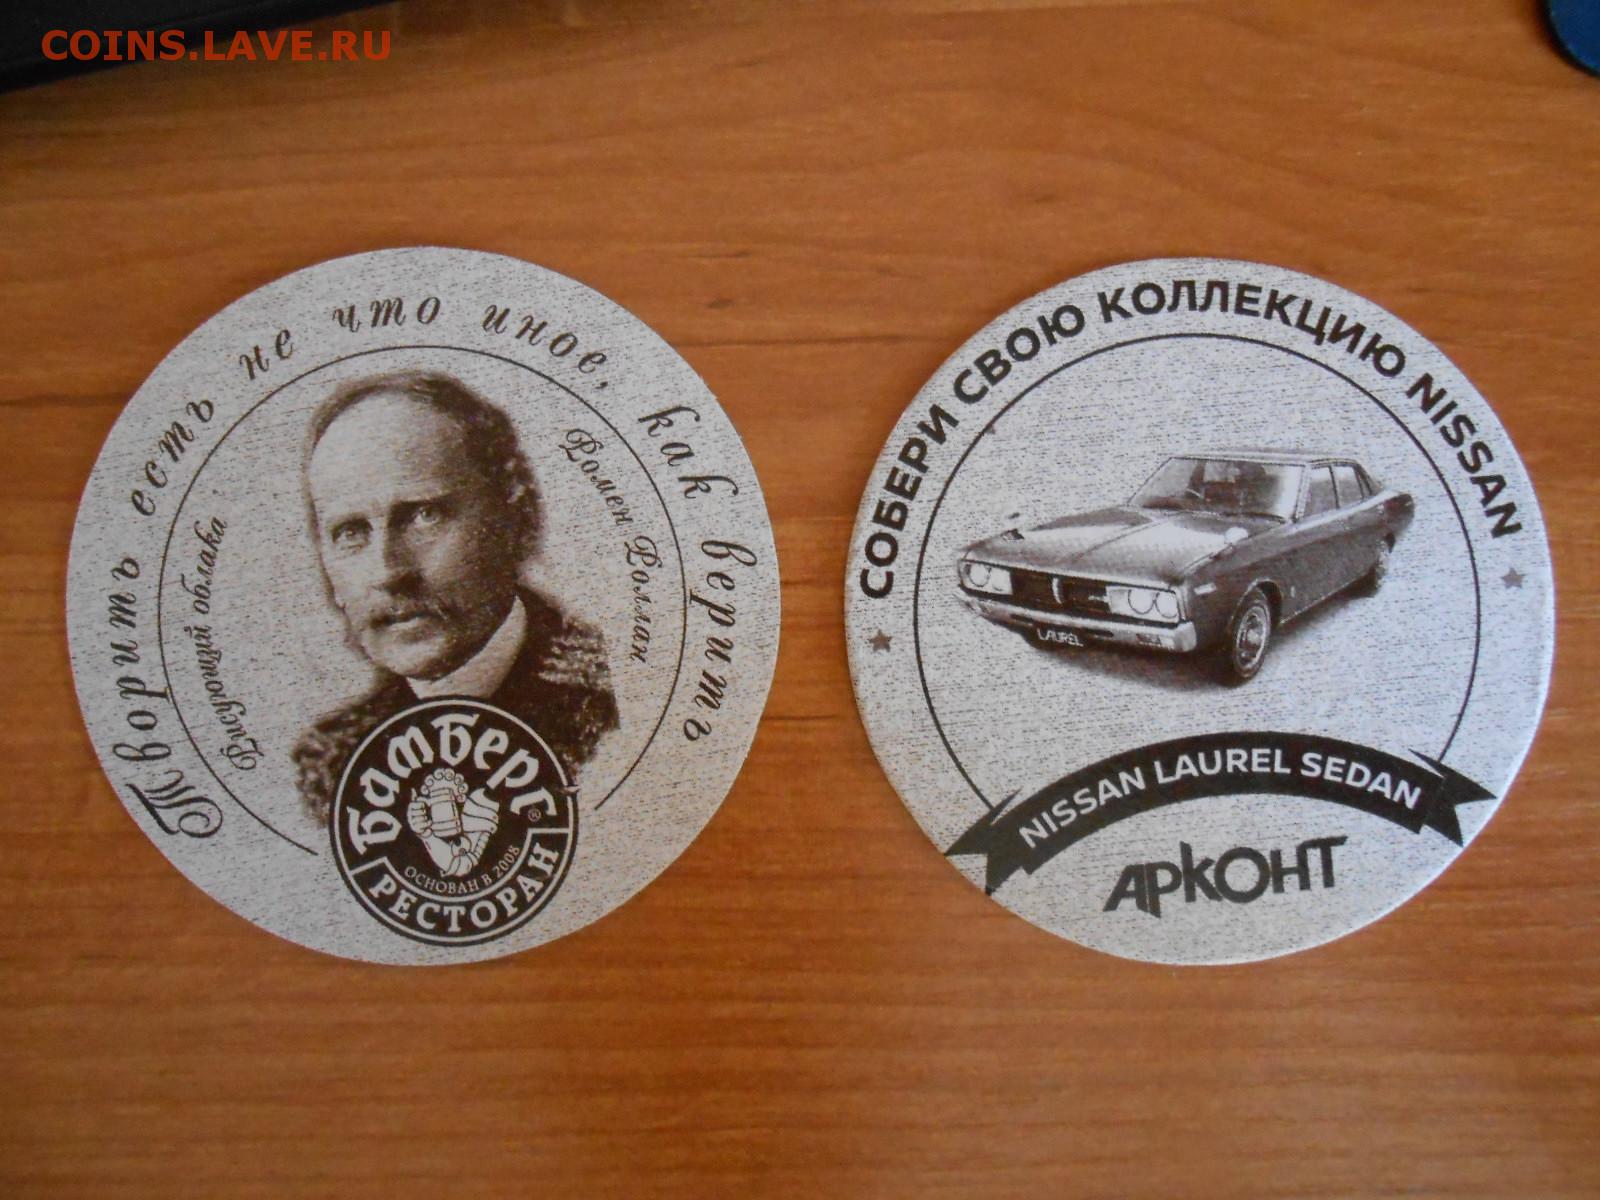 COINS.LAVE.RU
Творить есть не что иное, как верить
Рисующий облака
Ромен Роллан
Бамберг®
ОСНОВАН В 2008
РЕСТОРАН
СОБЕРИ СВОЮ КОЛЛЕКЦИЮ NISSAN
LAUREL
NISSAN LAUREL SEDAN
АРКОНТ